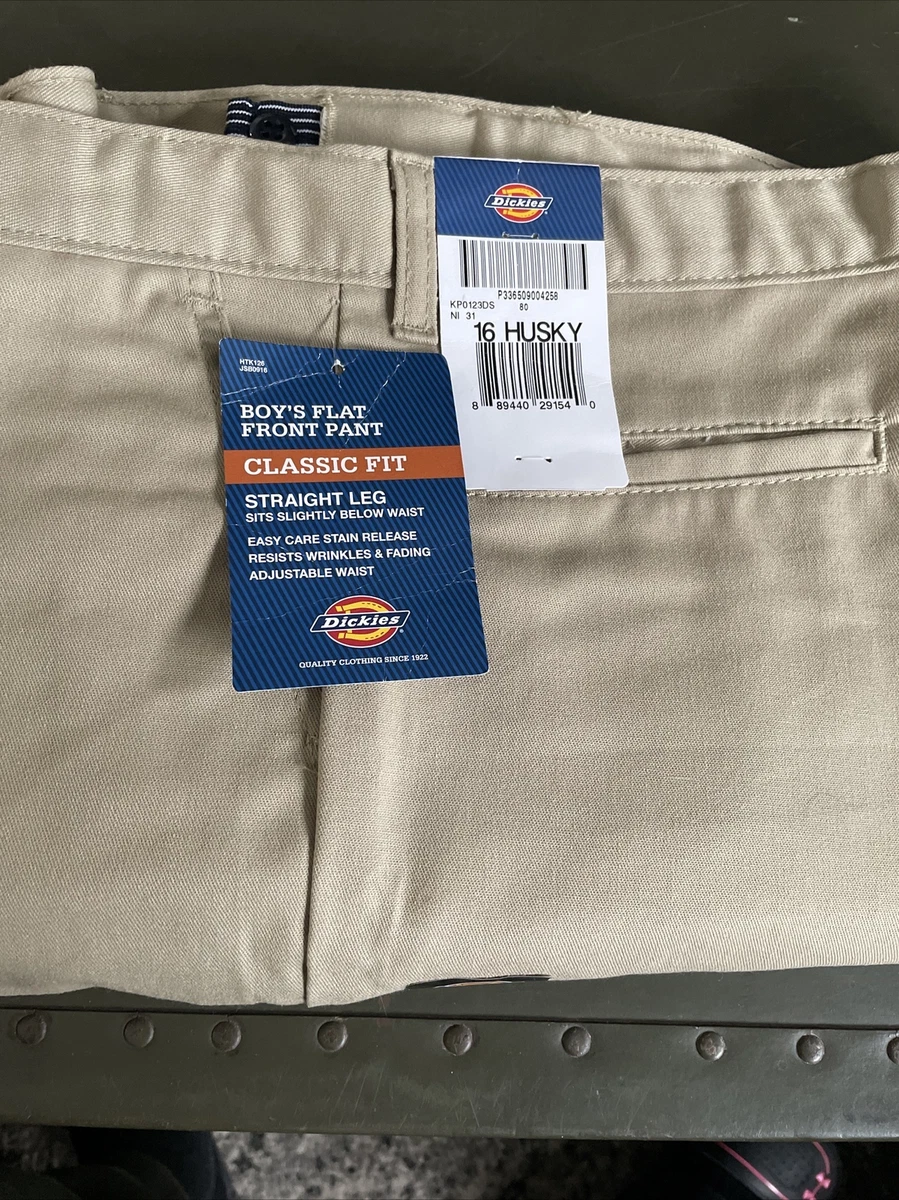 Dickies
P336509004258
KP0123DS 80
NI 31
16 HUSKY
8 89440 29154 0
HTK126
JSB0916
BOY'S FLAT
FRONT PANT
CLASSIC FIT
STRAIGHT LEG
SITS SLIGHTLY BELOW WAIST
EASY CARE STAIN RELEASE
RESISTS WRINKLES & FADING
ADJUSTABLE WAIST
Dickies
QUALITY CLOTHING SINCE 1922